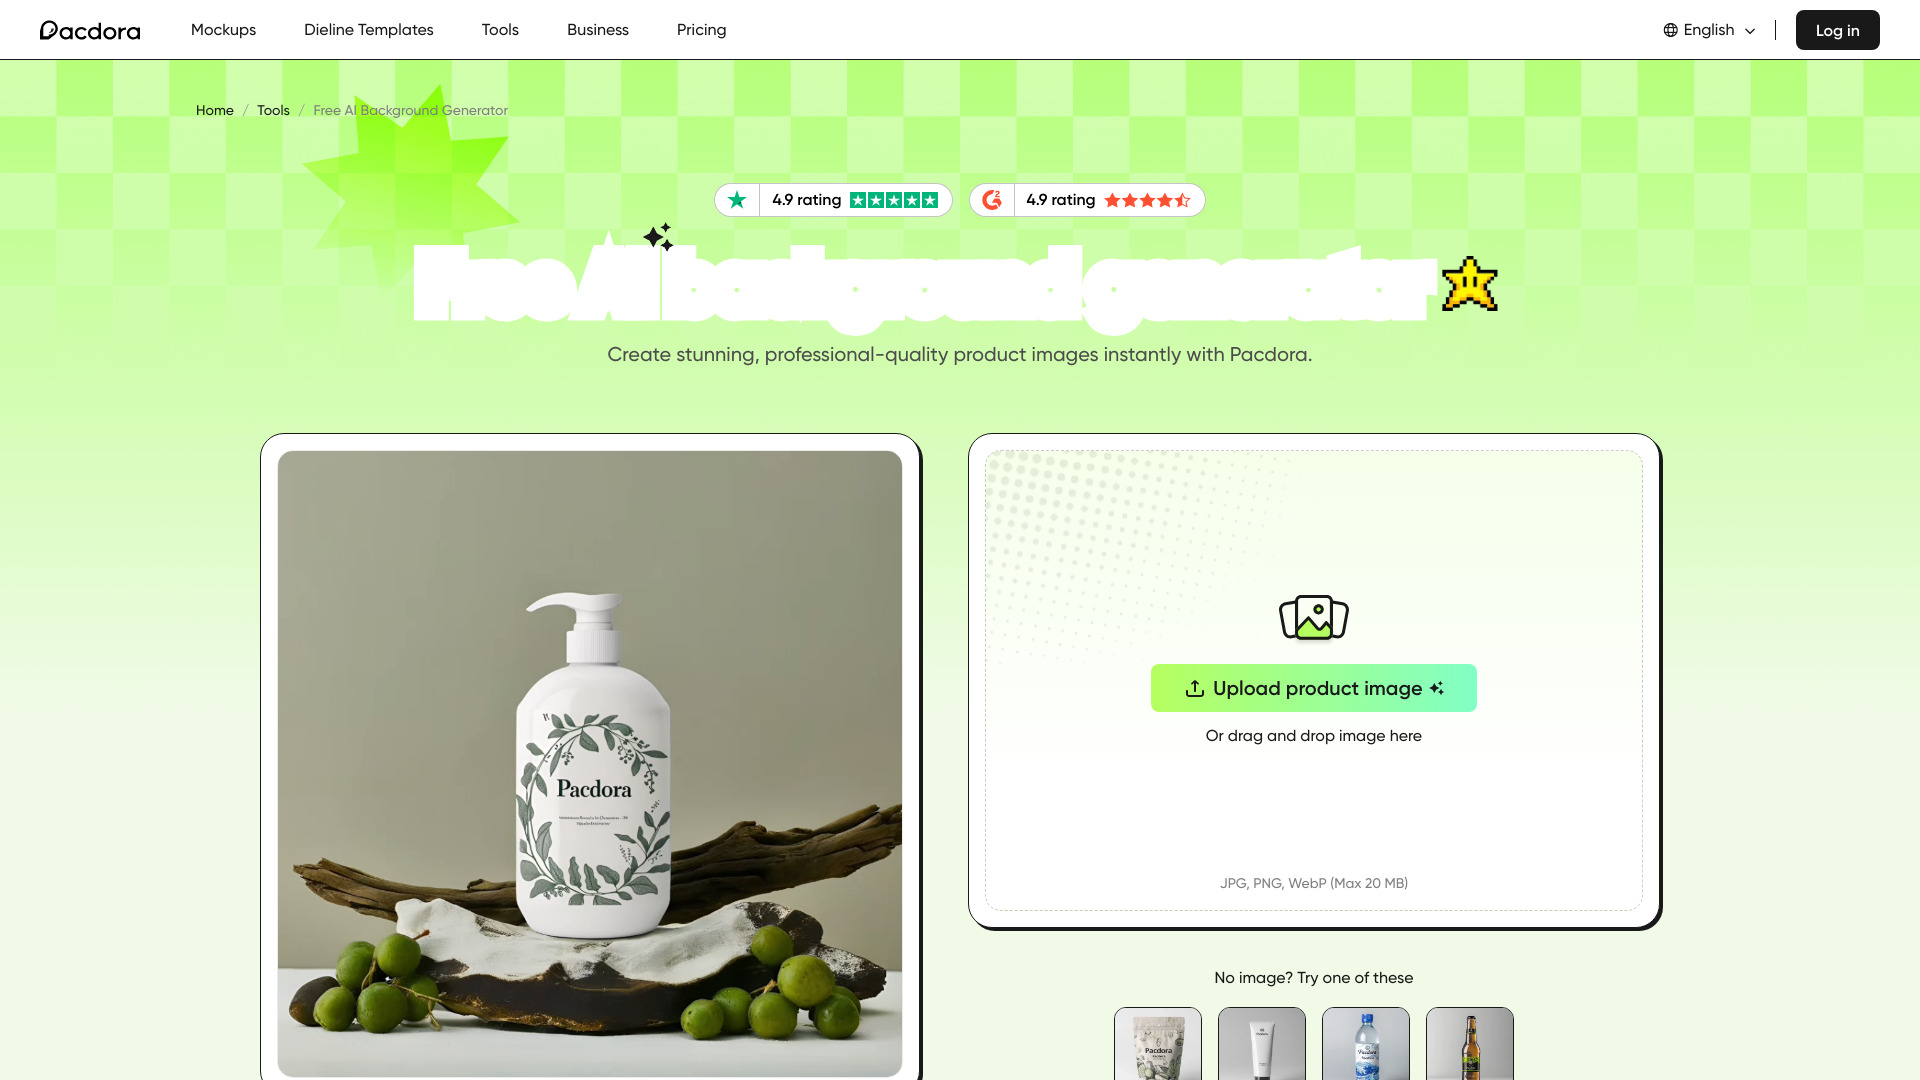 Pacdora
Mockups
Dieline Templates
Tools
Business
Pricing
English
Log in
Home / Tools / Free AI Background Generator
4.9 rating
4.9 rating
Free AI background generator
Create stunning, professional-quality product images instantly with Pacdora.
Pacdora
Upload product image
Or drag and drop image here
JPG, PNG, WebP (Max 20 MB)
No image? Try one of these
Pacdora
Pacdora